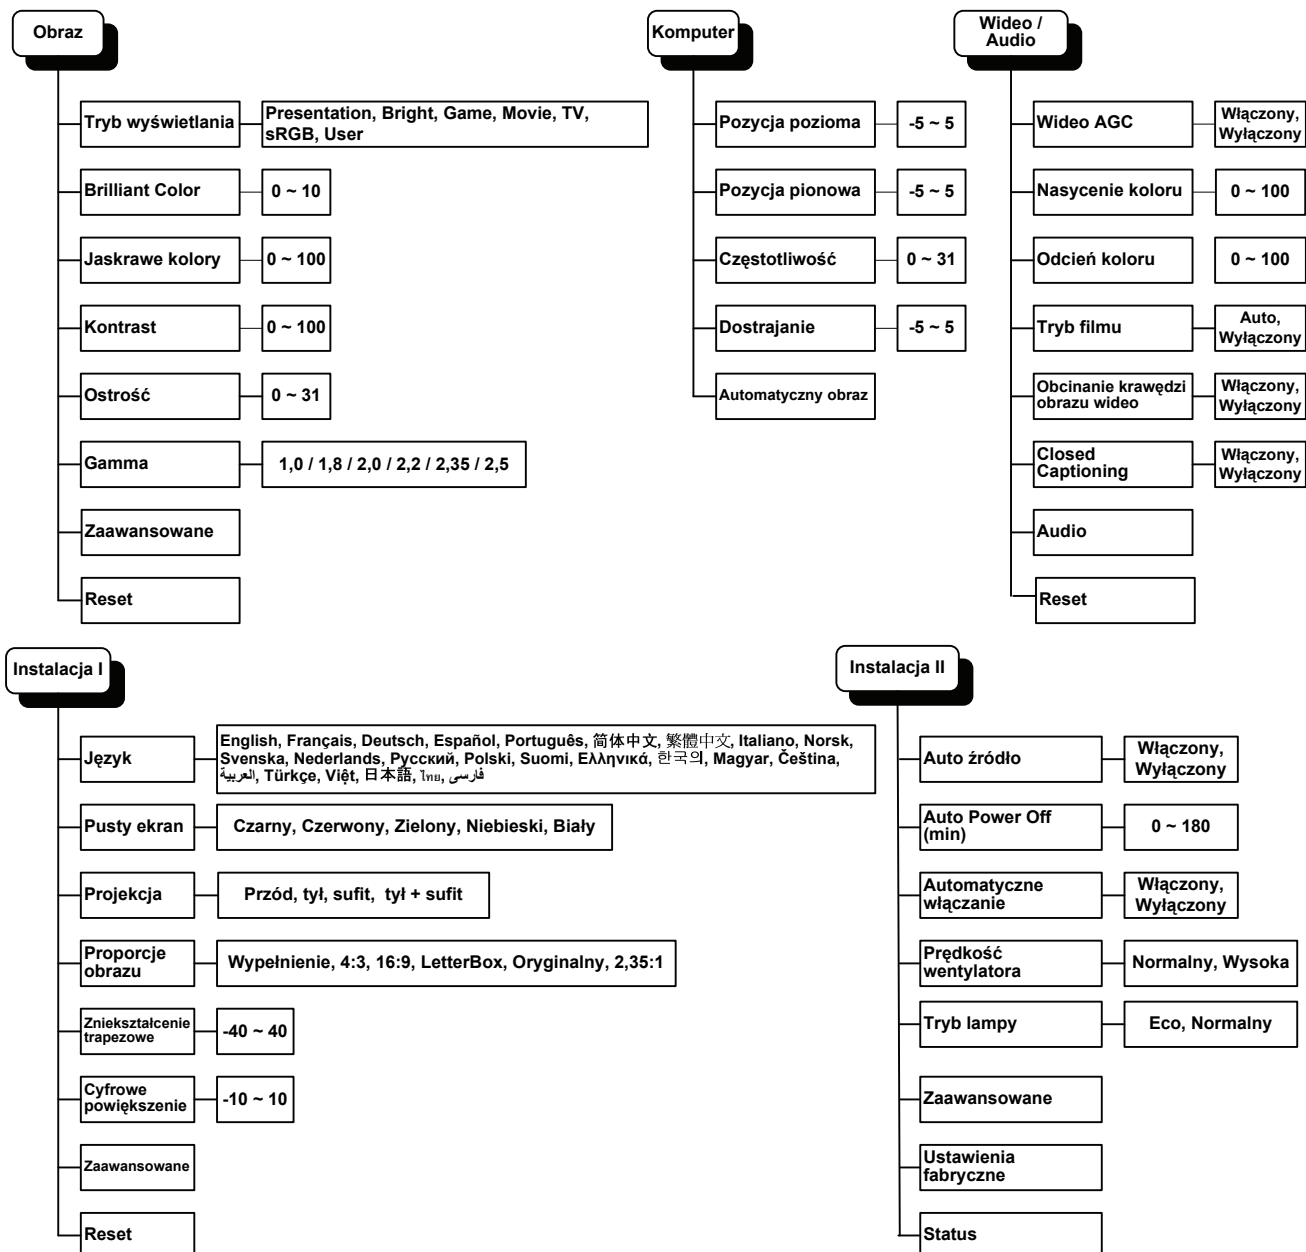 Obraz
Tryb wyświetlania
Presentation, Bright, Game, Movie, TV,
sRGB, User
Brilliant Color
0 ~ 10
Jaskrawe kolory
0 ~ 100
Kontrast
0 ~ 100
Ostrość
0 ~ 31
Gamma
1,0 / 1,8 / 2,0 / 2,2 / 2,35 / 2,5
Zaawansowane
Reset
Komputer
Pozycja pozioma
-5 ~ 5
Pozycja pionowa
-5 ~ 5
Częstotliwość
0 ~ 31
Dostrajanie
-5 ~ 5
Automatyczny obraz
Wideo /
Audio
Wideo AGC
Włączony,
Wyłączony
Nasycenie koloru
0 ~ 100
Odcień koloru
0 ~ 100
Tryb filmu
Auto,
Wyłączony
Obcinanie krawędzi
obrazu wideo
Włączony,
Wyłączony
Closed
Captioning
Włączony,
Wyłączony
Audio
Reset
Instalacja I
Język
English, Français, Deutsch, Español, Português, 简体中文, 繁體中文, Italiano, Norsk,
Svenska, Nederlands, Русский, Polski, Suomi, Ελληνικά, 한국의, Magyar, Čeština,
العربية, Türkçe, Việt, 日本語, ไทย, فارسی
Pusty ekran
Czarny, Czerwony, Zielony, Niebieski, Biały
Projekcja
Przód, tył, sufit, tył + sufit
Proporcje
obrazu
Wypełnienie, 4:3, 16:9, LetterBox, Oryginalny, 2,35:1
Zniekształcenie
trapezowe
-40 ~ 40
Cyfrowe
powiększenie
-10 ~ 10
Zaawansowane
Reset
Instalacja II
Auto źródło
Włączony,
Wyłączony
Auto Power Off
(min)
0 ~ 180
Automatyczne
włączanie
Włączony,
Wyłączony
Prędkość
wentylatora
Normalny, Wysoka
Tryb lampy
Eco, Normalny
Zaawansowane
Ustawienia
fabryczne
Status